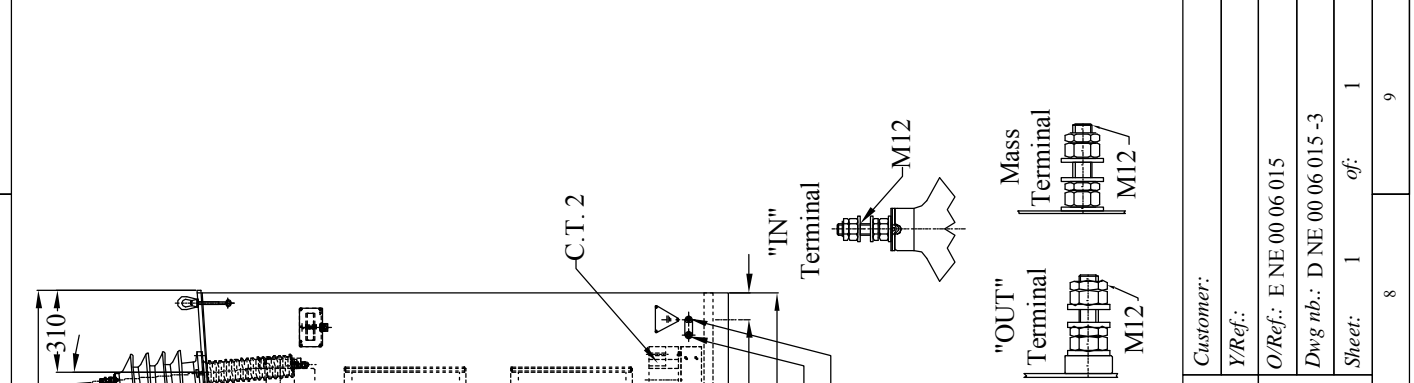 310
C.T. 2
"IN"
Terminal
M12
"OUT"
Terminal
M12
Mass
Terminal
M12
Customer:
Y/Ref.:
O/Ref.: E NE 00 06 015
Dwg nb.: D NE 00 06 015 -3
Sheet: 1 of: 1
8 9